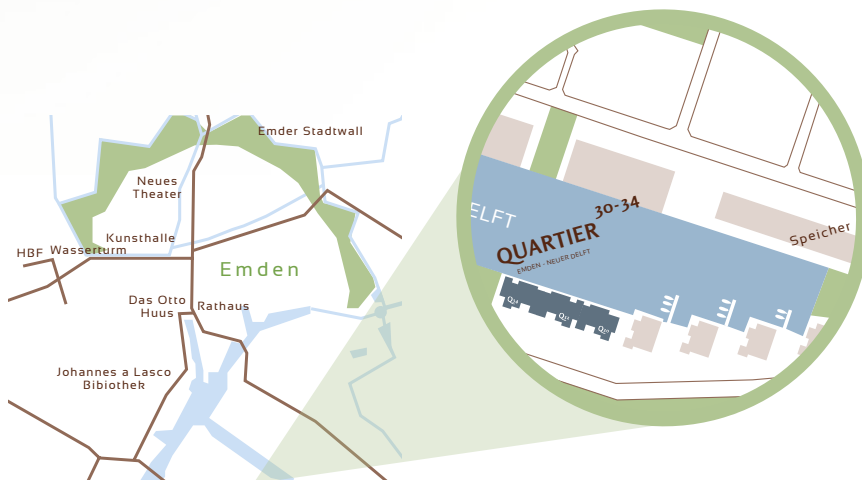 Emder Stadtwall
Neues
Theater
Kunsthalle
HBF
Wasserturm
Emden
Das Otto
Huus
Rathaus
Johannes a Lasco
Bibiothek
ELFT
QUARTIER 30-34
EMDEN - NEUER DELFT
Speicher